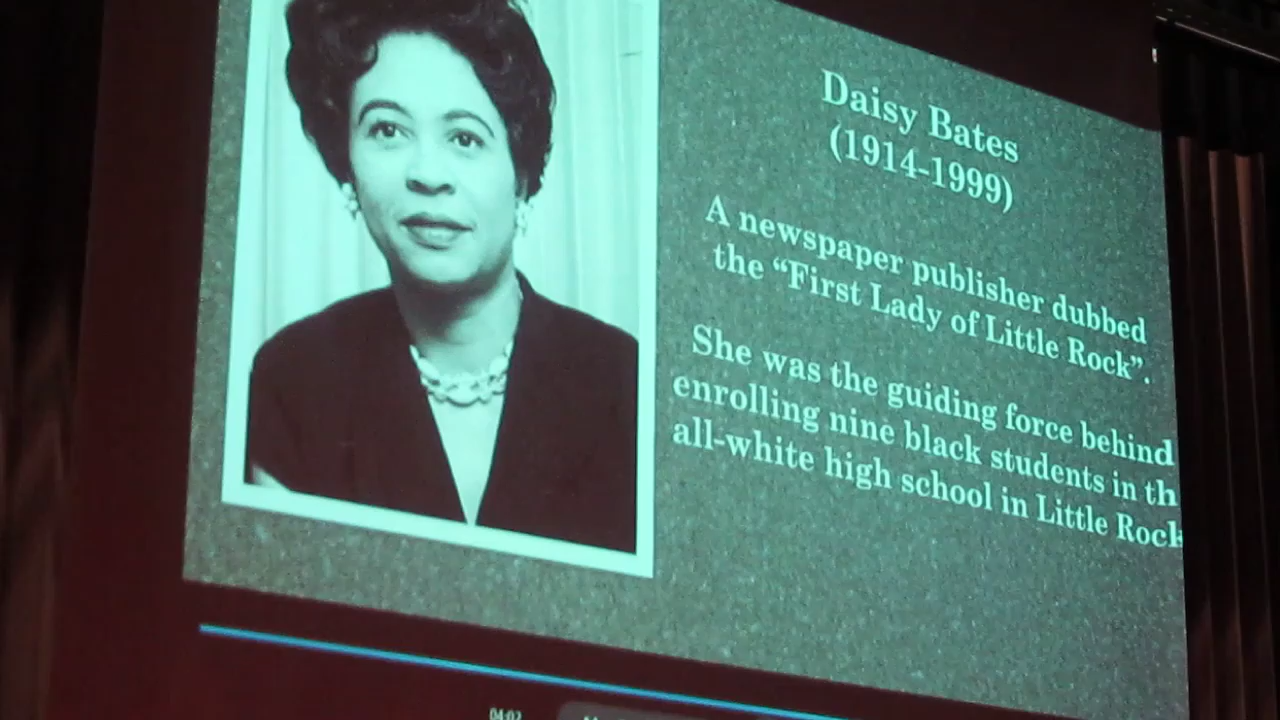 Daisy Bates
(1914-1999)
A newspaper publisher dubbed
the “First Lady of Little Rock”.
She was the guiding force behind
enrolling nine black students in th
all-white high school in Little Rock
04:02